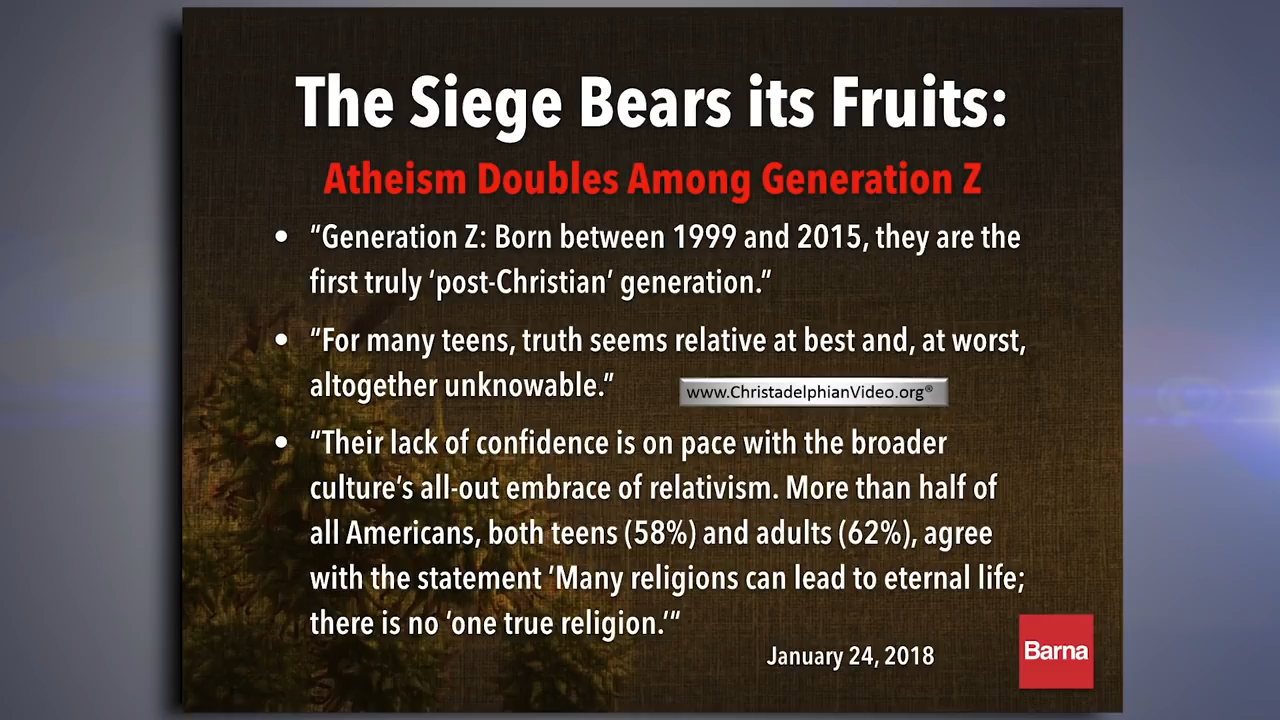 The Siege Bears its Fruits:
Atheism Doubles Among Generation Z
• “Generation Z: Born between 1999 and 2015, they are the
first truly ‘post-Christian’ generation.”
• “For many teens, truth seems relative at best and, at worst,
altogether unknowable.”
www.ChristadelphianVideo.org®
• “Their lack of confidence is on pace with the broader
culture’s all-out embrace of relativism. More than half of
all Americans, both teens (58%) and adults (62%), agree
with the statement ‘Many religions can lead to eternal life;
there is no ‘one true religion.’“
January 24, 2018
Barna